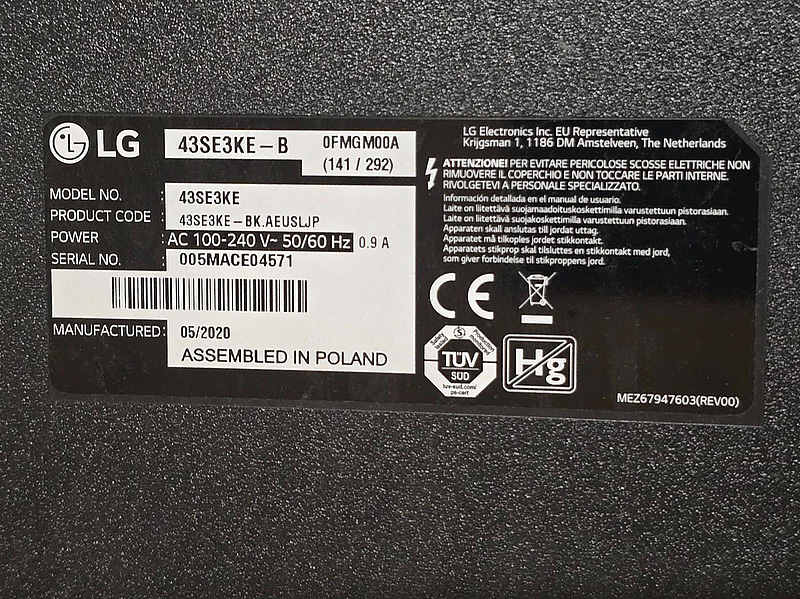 LG
43SE3KE-B
0FMGM00A
(141 / 292)
MODEL NO. : 43SE3KE
PRODUCT CODE : 43SE3KE-BK.AEUSLJP
POWER : AC 100-240 V~ 50/60 Hz 0.9 A
SERIAL NO. : 005MACE04571
MANUFACTURED: 05/2020
ASSEMBLED IN POLAND
LG Electronics Inc. EU Representative
Krijgsman 1, 1186 DM Amstelveen, The Netherlands
ATTENZIONE! PER EVITARE PERICOLOSE SCOSSE ELETTRICHE NON
RIMUOVERE IL COPERCHIO E NON TOCCARE LE PARTI INTERNE.
RIVOLGETEVI A PERSONALE SPECIALIZZATO.
Información detallada en el manual de usuario.
Laite on liitettävä suojamaadoituskoskettimilla varustettuun pistorasiaan.
Laite on liitettävä suojakoskettimilla varustettuun pistorasiaan.
Apparaten skall anslutas till jordat uttag.
Apparatet må tilkoples jordet stikkontakt.
Apparatets stikprop skal tilsluttes en stikkontakt med jord,
som giver forbindelse til stikproppens jord.
CE
Safety tested
S
Production monitored
TÜV
SÜD
tuv-sud.com/
ps-cert
Hg
MEZ67947603(REV00)